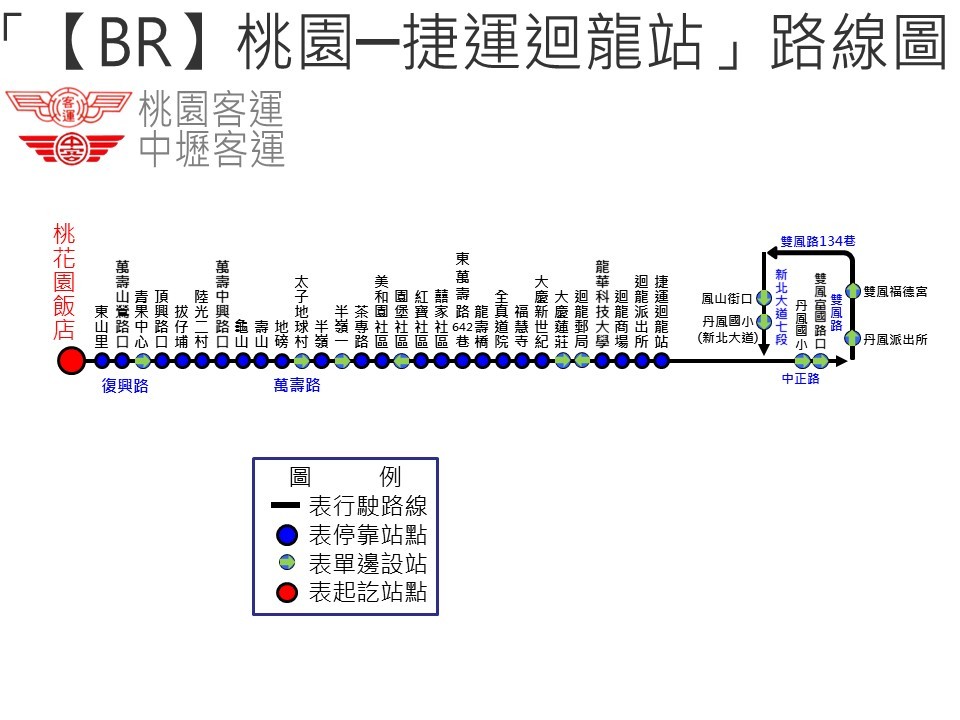 「【BR】桃園─捷運迴龍站」路線圖
客運
桃園客運
中壢客運
桃花園飯店
東山里
萬壽山鶯路口
青果中心
頂興路口
拔仔埔
陸光二村
萬壽中興路口
龜山
壽山
地磅
太子地球村
半嶺
半嶺一
茶專路
美和園社區
園堡社區
紅寶社區
囍家社區
東萬壽路642巷
龍壽橋
全真道院
福慧寺
大慶新世紀
大慶蓮莊
迴龍郵局
龍華科技大學
迴龍商場
迴龍派出所
捷運迴龍站
復興路
萬壽路
雙鳳路134巷
鳳山街口
丹鳳國小
(新北大道)
新北大道七段
丹鳳國小
雙鳳富國路口
雙鳳路
雙鳳福德宮
丹鳳派出所
中正路
圖 例
表行駛路線
表停靠站點
表單邊設站
表起訖站點